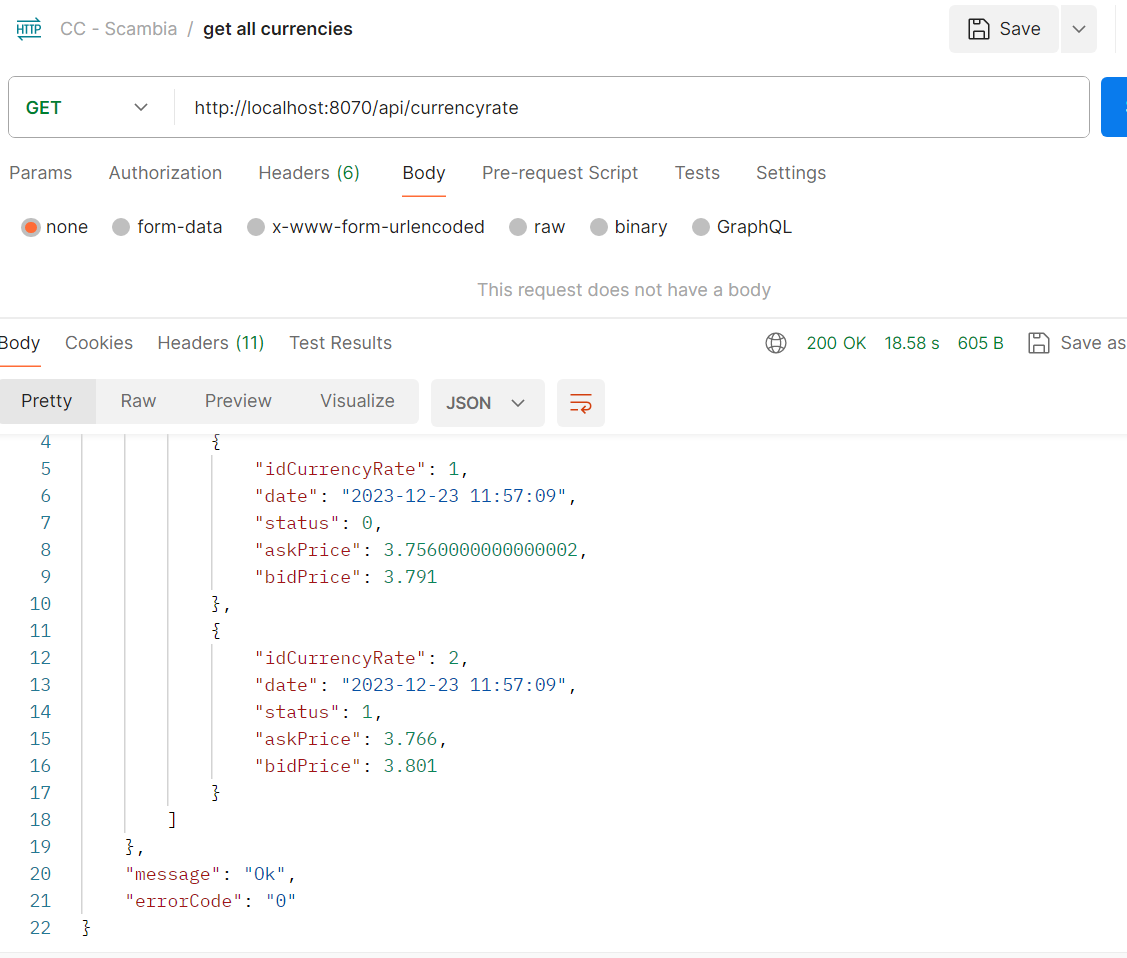 HTTP CC - Scambia / get all currencies Save
GET http://localhost:8070/api/currencyrate
Params Authorization Headers (6) Body Pre-request Script Tests Settings
none form-data x-www-form-urlencoded raw binary GraphQL
This request does not have a body
Body Cookies Headers (11) Test Results 200 OK 18.58 s 605 B Save as
Pretty Raw Preview Visualize JSON
4 {
5 "idCurrencyRate": 1,
6 "date": "2023-12-23 11:57:09",
7 "status": 0,
8 "askPrice": 3.7560000000000002,
9 "bidPrice": 3.791
10 },
11 {
12 "idCurrencyRate": 2,
13 "date": "2023-12-23 11:57:09",
14 "status": 1,
15 "askPrice": 3.766,
16 "bidPrice": 3.801
17 }
18 ]
19 },
20 "message": "Ok",
21 "errorCode": "0"
22 }